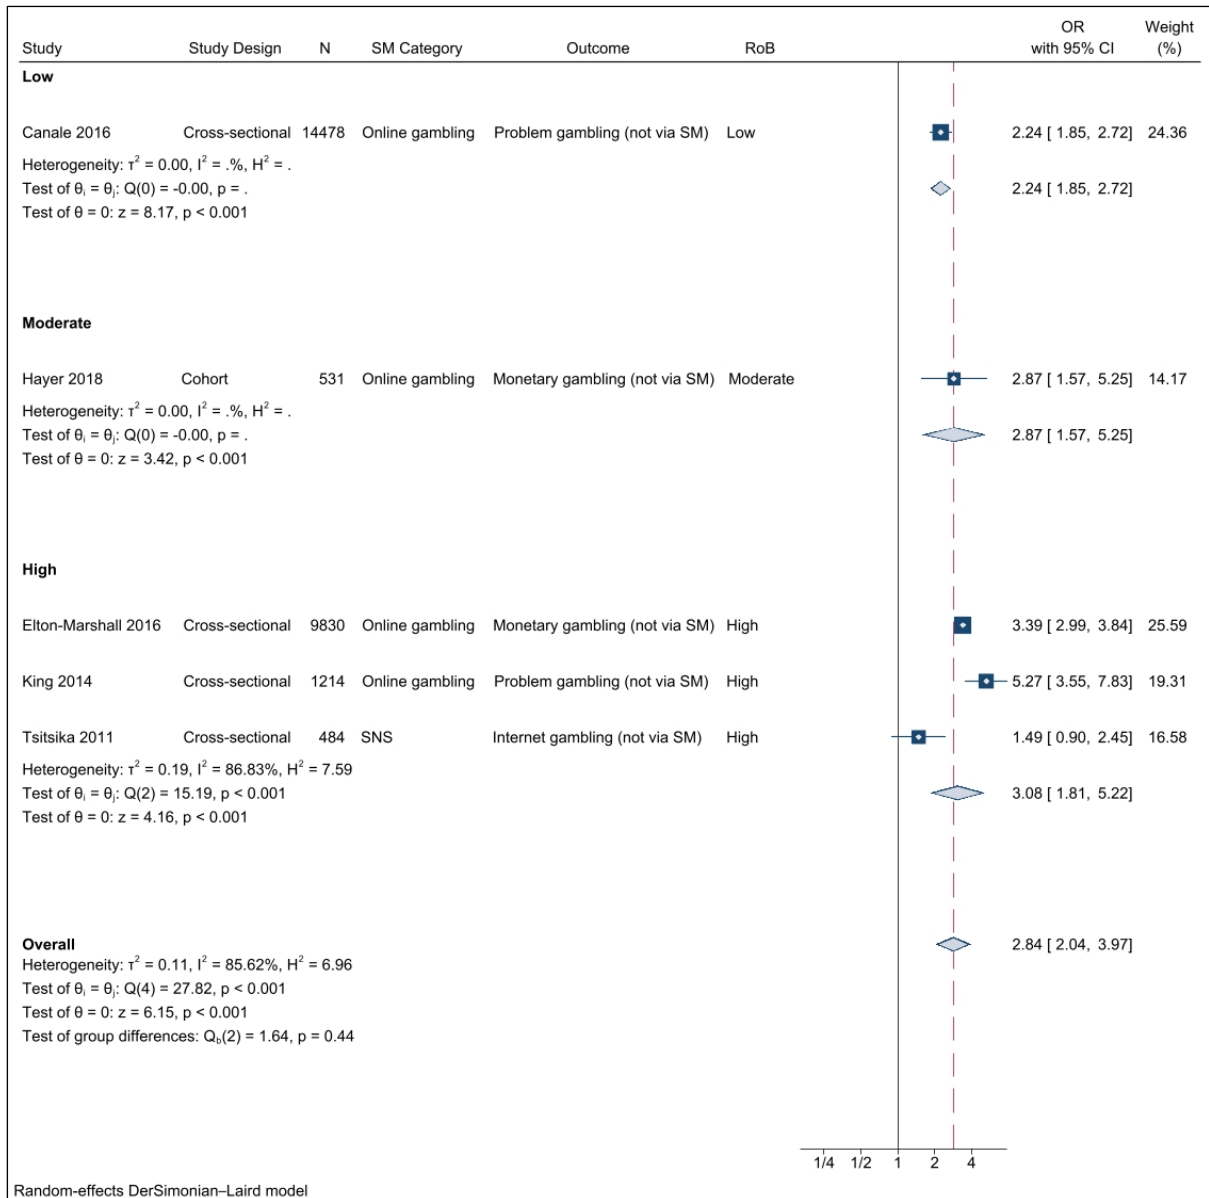 OR Weight
Study Study Design N SM Category Outcome RoB with 95% CI (%)
Low
Canale 2016 Cross-sectional 14478 Online gambling Problem gambling (not via SM) Low 2.24 [ 1.85, 2.72] 24.36
Heterogeneity: τ² = 0.00, I² = .%, H² = .
Test of θᵢ = θⱼ: Q(0) = -0.00, p = . 2.24 [ 1.85, 2.72]
Test of θ = 0: z = 8.17, p < 0.001
Moderate
Hayer 2018 Cohort 531 Online gambling Monetary gambling (not via SM) Moderate 2.87 [ 1.57, 5.25] 14.17
Heterogeneity: τ² = 0.00, I² = .%, H² = .
Test of θᵢ = θⱼ: Q(0) = -0.00, p = . 2.87 [ 1.57, 5.25]
Test of θ = 0: z = 3.42, p < 0.001
High
Elton-Marshall 2016 Cross-sectional 9830 Online gambling Monetary gambling (not via SM) High 3.39 [ 2.99, 3.84] 25.59
King 2014 Cross-sectional 1214 Online gambling Problem gambling (not via SM) High 5.27 [ 3.55, 7.83] 19.31
Tsitsika 2011 Cross-sectional 484 SNS Internet gambling (not via SM) High 1.49 [ 0.90, 2.45] 16.58
Heterogeneity: τ² = 0.19, I² = 86.83%, H² = 7.59
Test of θᵢ = θⱼ: Q(2) = 15.19, p < 0.001 3.08 [ 1.81, 5.22]
Test of θ = 0: z = 4.16, p < 0.001
Overall 2.84 [ 2.04, 3.97]
Heterogeneity: τ² = 0.11, I² = 85.62%, H² = 6.96
Test of θᵢ = θⱼ: Q(4) = 27.82, p < 0.001
Test of θ = 0: z = 6.15, p < 0.001
Test of group differences: Q_b(2) = 1.64, p = 0.44
1/4 1/2 1 2 4
Random-effects DerSimonian–Laird model